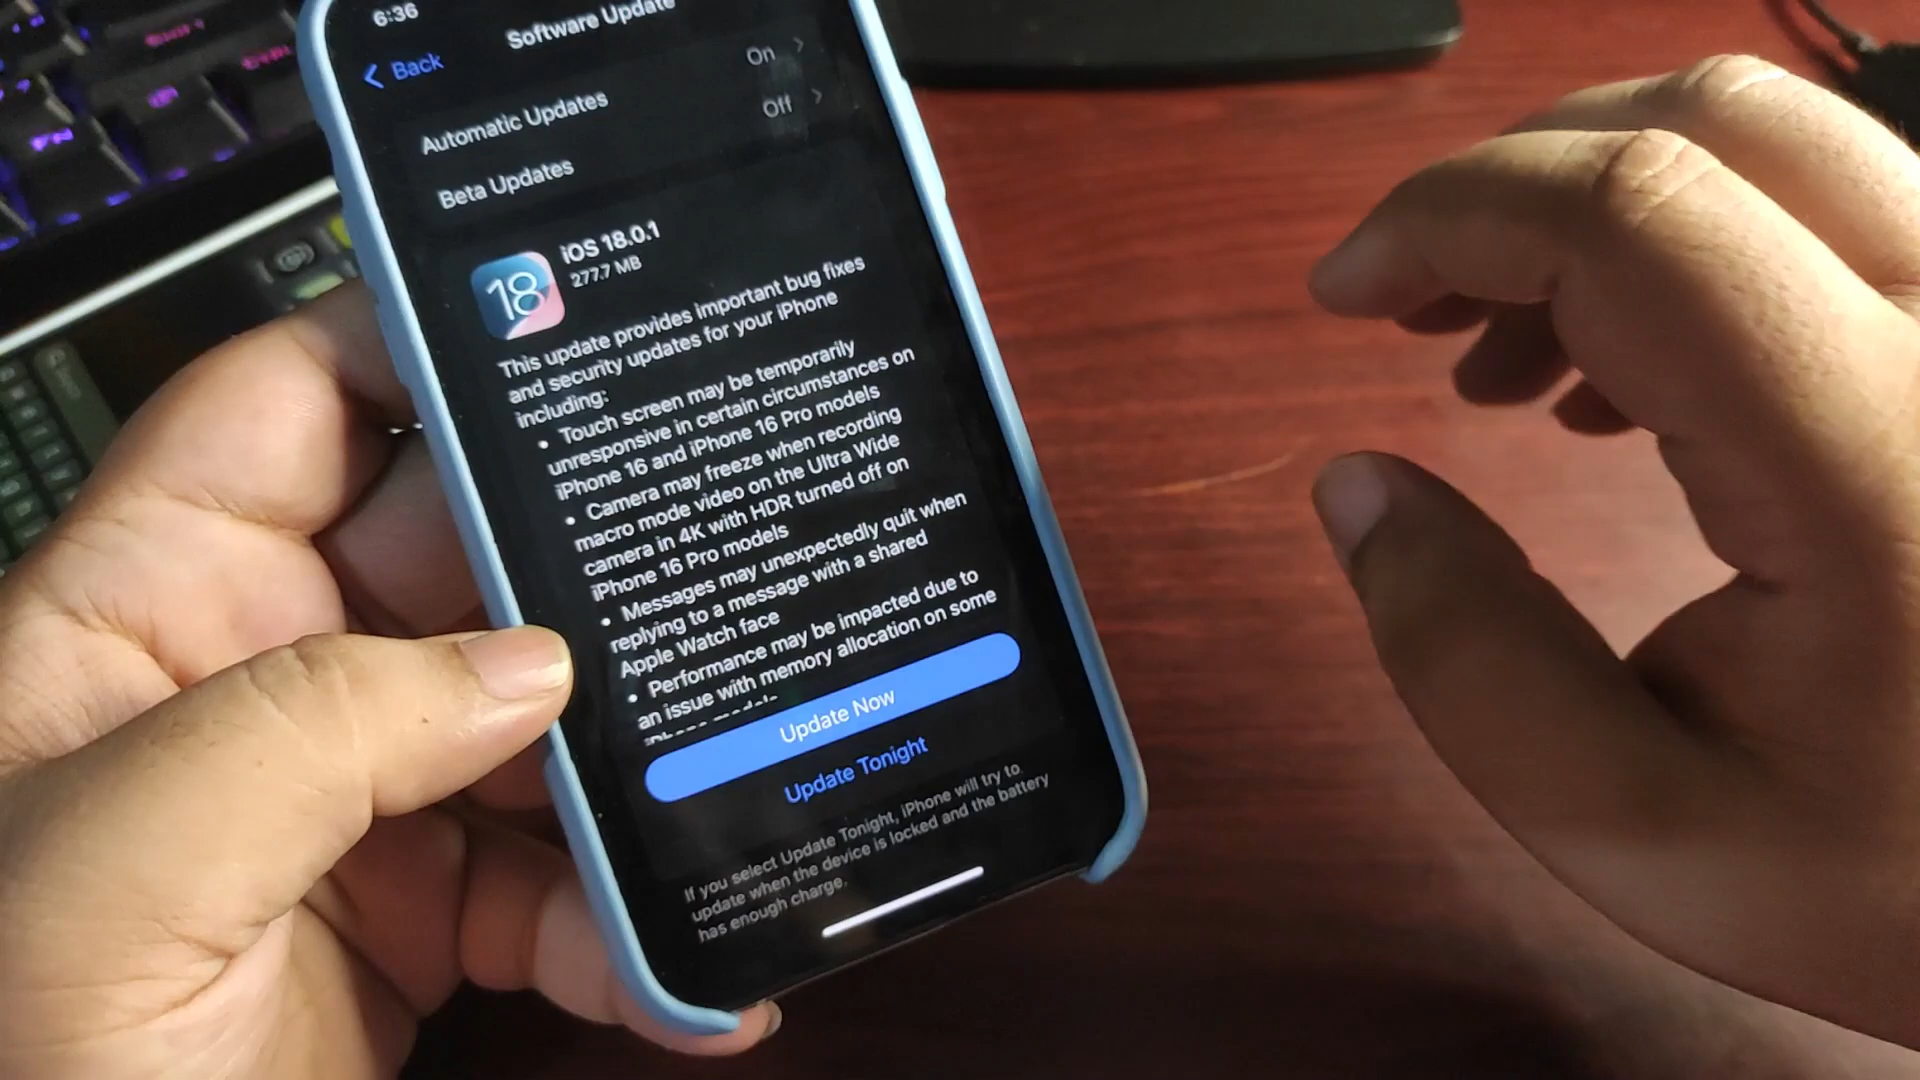 6:36
Back
Software Update
Automatic Updates
On
Beta Updates
Off
18
iOS 18.0.1
277.7 MB
This update provides important bug fixes
and security updates for your iPhone
including:
• Touch screen may be temporarily
unresponsive in certain circumstances on
iPhone 16 and iPhone 16 Pro models
• Camera may freeze when recording
macro mode video on the Ultra Wide
camera in 4K with HDR turned off on
iPhone 16 Pro models
• Messages may unexpectedly quit when
replying to a message with a shared
Apple Watch face
• Performance may be impacted due to
an issue with memory allocation on some
Update Now
Update Tonight
If you select Update Tonight, iPhone will try to
update when the device is locked and the battery
has enough charge.